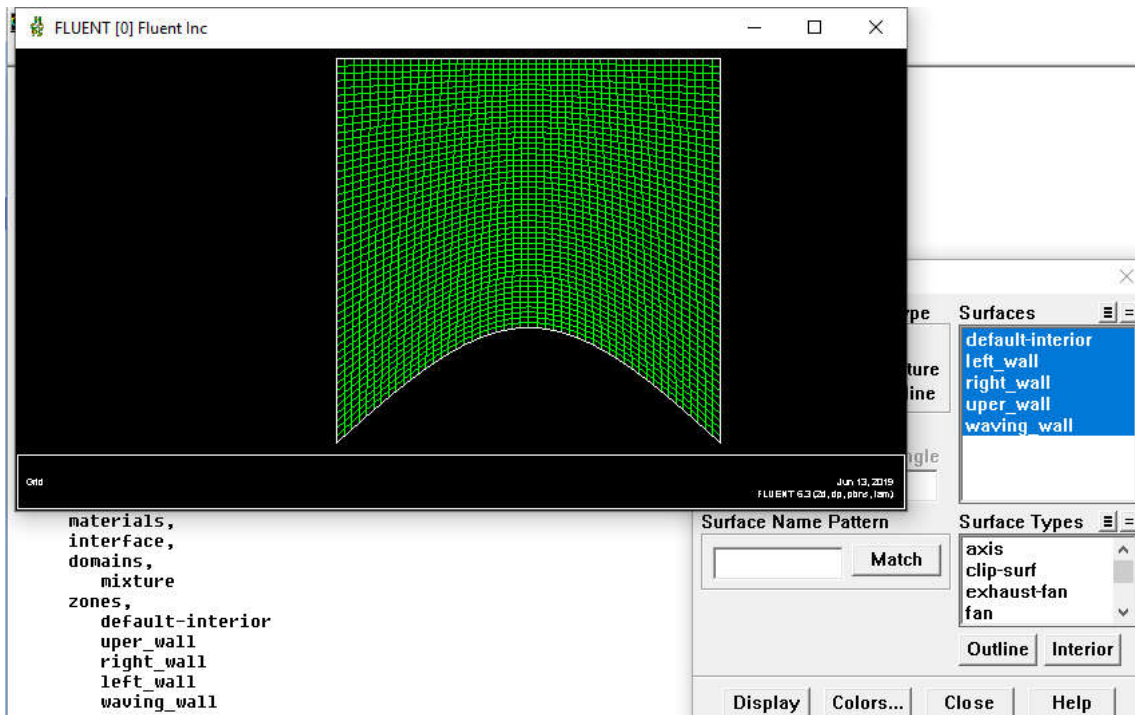 FLUENT [0] Fluent Inc
Grid
Jun 13, 2019
FLUENT 6.3 (2d, dp, pbns, lam)
materials,
interface,
domains,
mixture
zones,
default-interior
uper_wall
right_wall
left_wall
waving_wall
pe
ture
line
ngle
Surfaces
default-interior
left_wall
right_wall
uper_wall
waving_wall
Surface Name Pattern
Match
Surface Types
axis
clip-surf
exhaust-fan
fan
Outline
Interior
Display
Colors...
Close
Help